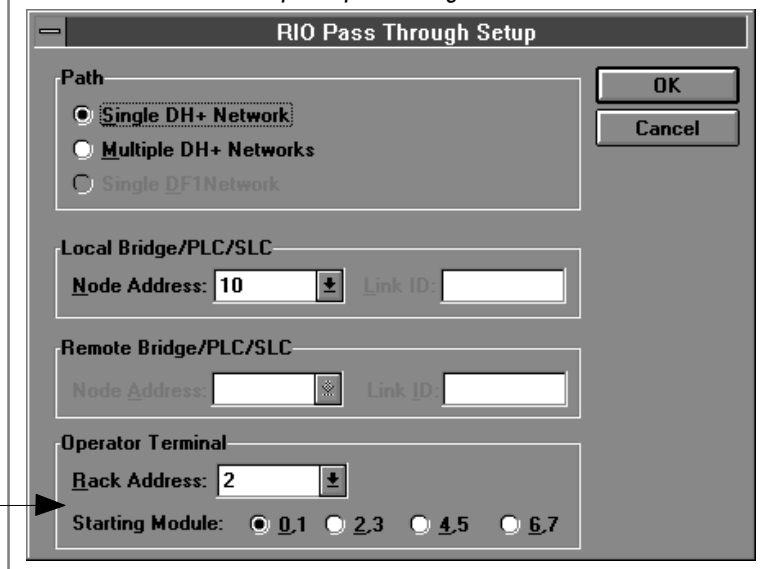 RIO Pass Through Setup
Path
Single DH+ Network
Multiple DH+ Networks
Single DF1Network
OK
Cancel
Local Bridge/PLC/SLC
Node Address: 10 Link ID:
Remote Bridge/PLC/SLC
Node Address: Link ID:
Operator Terminal
Rack Address: 2
Starting Module: 0,1 2,3 4,5 6,7